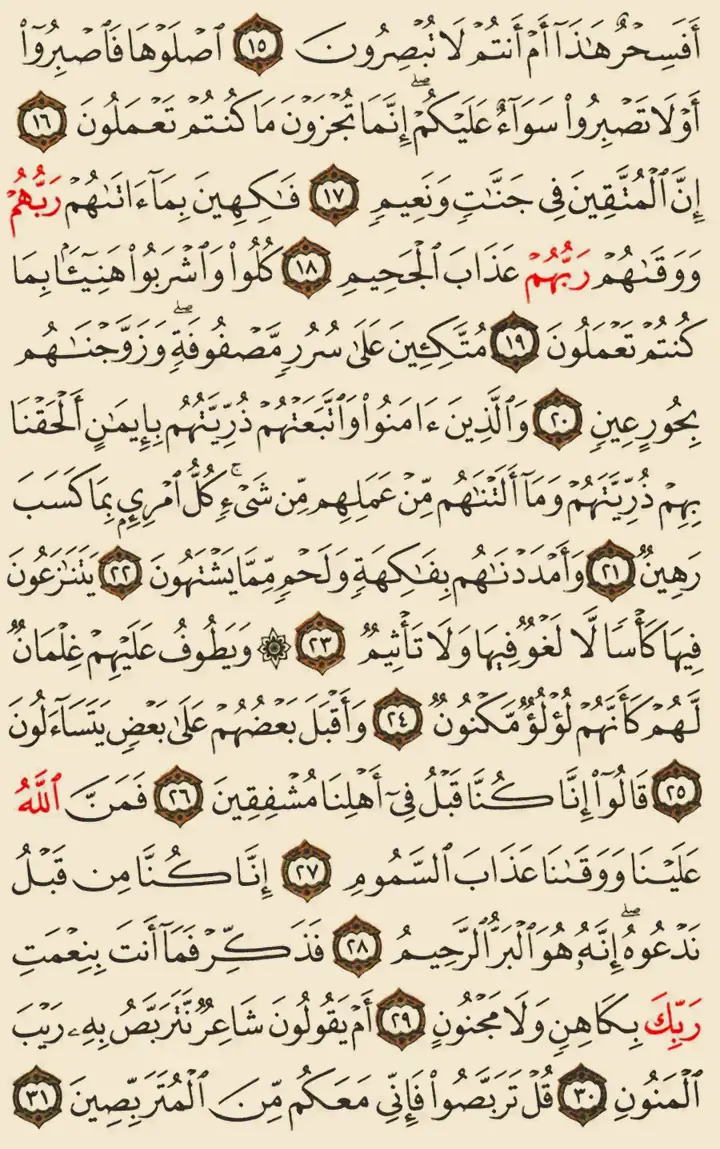 أَفَسِحْرٌ هَٰذَآ أَمْ أَنتُمْ لَا تُبْصِرُونَ ١٥ ٱصْلَوْهَا فَٱصْبِرُوٓا۟
أَوْ لَا تَصْبِرُوا۟ سَوَآءٌ عَلَيْكُمْ ۖ إِنَّمَا تُجْزَوْنَ مَا كُنتُمْ تَعْمَلُونَ ١٦
إِنَّ ٱلْمُتَّقِينَ فِى جَنَّٰتٍ وَنَعِيمٍ ١٧ فَٰكِهِينَ بِمَآ ءَاتَىٰهُمْ رَبُّهُمْ
وَوَقَىٰهُمْ رَبُّهُمْ عَذَابَ ٱلْجَحِيمِ ١٨ كُلُوا۟ وَٱشْرَبُوا۟ هَنِيٓـًٔۢا بِمَا
كُنتُمْ تَعْمَلُونَ ١٩ مُتَّكِـِٔينَ عَلَىٰ سُرُرٍ مَّصْفُوفَةٍ ۖ وَزَوَّجْنَٰهُم
بِحُورٍ عِينٍ ٢٠ وَٱلَّذِينَ ءَامَنُوا۟ وَٱتَّبَعَتْهُمْ ذُرِّيَّتُهُم بِإِيمَٰنٍ أَلْحَقْنَا
بِهِمْ ذُرِّيَّتَهُمْ وَمَآ أَلَتْنَٰهُم مِّنْ عَمَلِهِم مِّن شَىْءٍ ۚ كُلُّ ٱمْرِئٍۭ بِمَا كَسَبَ
رَهِينٌ ٢١ وَأَمْدَدْنَٰهُم بِفَٰكِهَةٍ وَلَحْمٍ مِّمَّا يَشْتَهُونَ ٢٢ يَتَنَٰزَعُونَ
فِيهَا كَأْسًا لَّا لَغْوٌ فِيهَا وَلَا تَأْثِيمٌ ٢٣ ۞ وَيَطُوفُ عَلَيْهِمْ غِلْمَانٌ
لَّهُمْ كَأَنَّهُمْ لُؤْلُؤٌ مَّكْنُونٌ ٢٤ وَأَقْبَلَ بَعْضُهُمْ عَلَىٰ بَعْضٍ يَتَسَآءَلُونَ
٢٥ قَالُوٓا۟ إِنَّا كُنَّا قَبْلُ فِىٓ أَهْلِنَا مُشْفِقِينَ ٢٦ فَمَنَّ ٱللَّهُ
عَلَيْنَا وَوَقَىٰنَا عَذَابَ ٱلسَّمُومِ ٢٧ إِنَّا كُنَّا مِن قَبْلُ
نَدْعُوهُ ۖ إِنَّهُۥ هُوَ ٱلْبَرُّ ٱلرَّحِيمُ ٢٨ فَذَكِّرْ فَمَآ أَنتَ بِنِعْمَتِ
رَبِّكَ بِكَاهِنٍ وَلَا مَجْنُونٍ ٢٩ أَمْ يَقُولُونَ شَاعِرٌ نَّتَرَبَّصُ بِهِۦ رَيْبَ
ٱلْمَنُونِ ٣٠ قُلْ تَرَبَّصُوا۟ فَإِنِّى مَعَكُم مِّنَ ٱلْمُتَرَبِّصِينَ ٣١